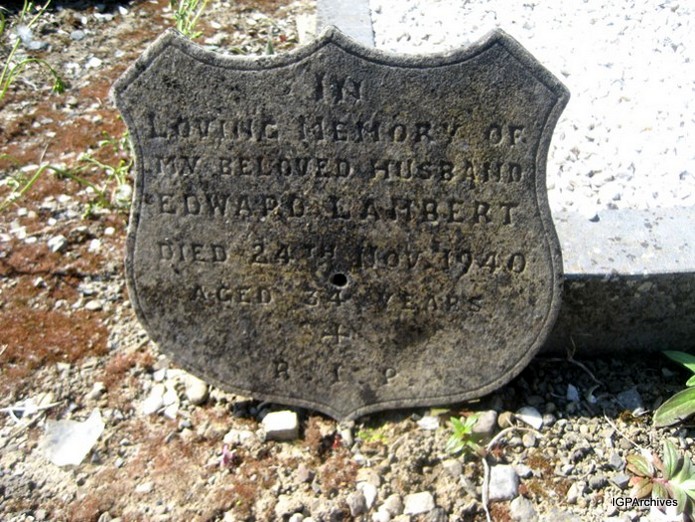 IN
LOVING MEMORY OF
MY BELOVED HUSBAND
EDWARD LAMBERT
DIED 24TH NOV. 1940
AGED 34 YEARS
+
R I P
IGPArchives